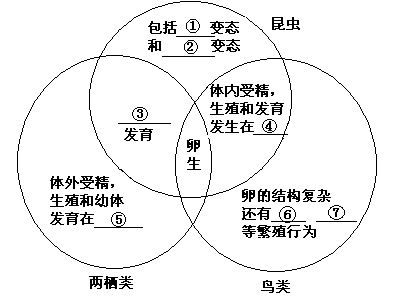 昆虫
包括 ① 变态
和 ② 变态
③
发育
体内受精，
生殖和发育
发生在 ④
卵
生
体外受精，
生殖和幼体
发育在 ⑤
卵的结构复杂
还有 ⑥ ⑦
等繁殖行为
两栖类
鸟类